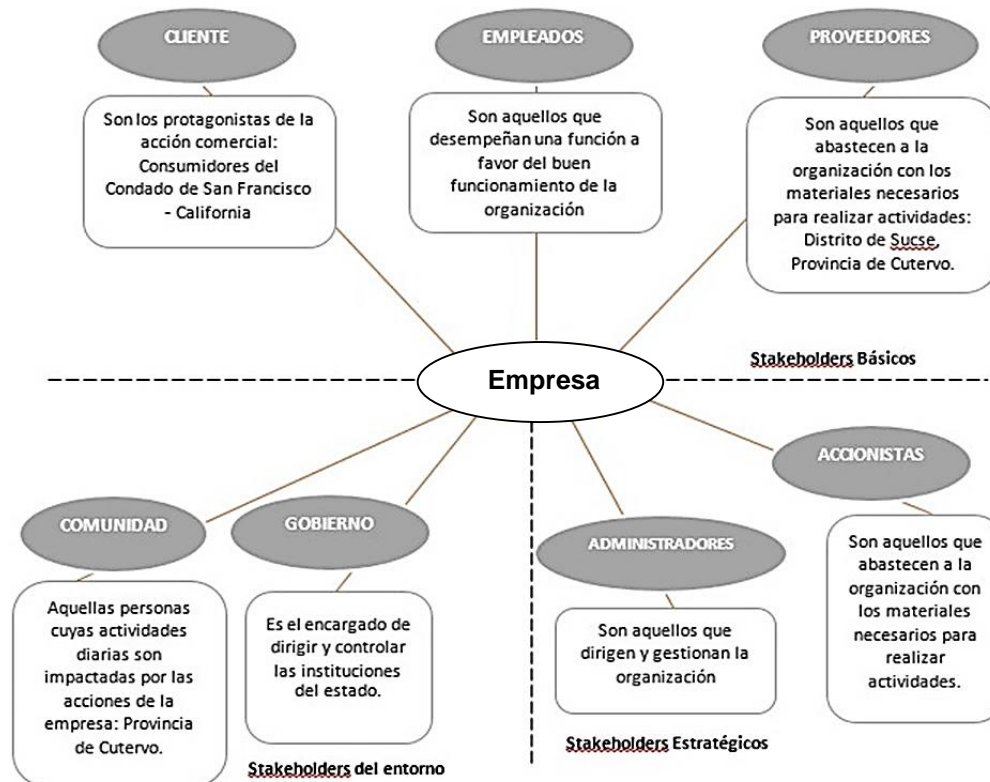 CLIENTE
Son los protagonistas de la
acción comercial:
Consumidores del
Condado de San Francisco
- California
EMPLEADOS
Son aquellos que
desempeñan una función a
favor del buen
funcionamiento de la
organización
PROVEEDORES
Son aquellos que
abastecen a la
organización con los
materiales necesarios
para realizar actividades:
Distrito de Sucse,
Provincia de Cutervo.
Stakeholders Básicos
Empresa
COMUNIDAD
Aquellas personas
cuyas actividades
diarias son
impactadas por las
acciones de la
empresa: Provincia
de Cutervo.
GOBIERNO
Es el encargado de
dirigir y controlar
las instituciones
del estado.
Stakeholders del entorno
ADMINISTRADORES
Son aquellos que
dirigen y gestionan la
organización
ACCIONISTAS
Son aquellos que
abastecen a la
organización con
los materiales
necesarios para
realizar
actividades.
Stakeholders Estratégicos